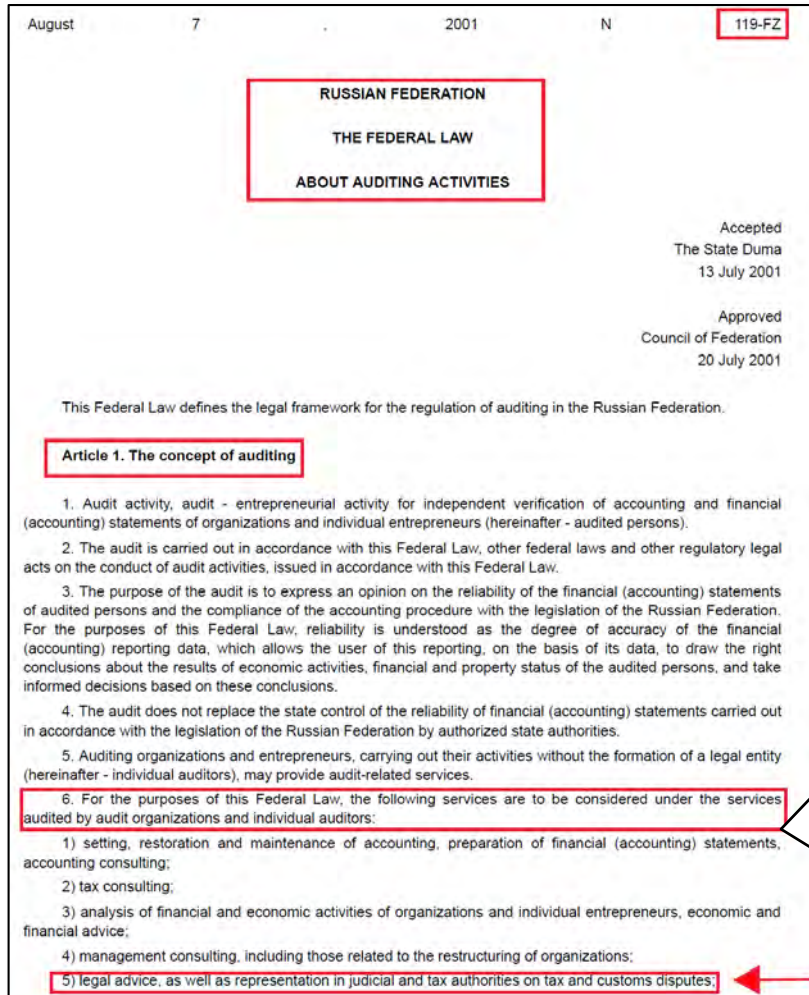 August 7 . 2001 N 119-FZ
RUSSIAN FEDERATION
THE FEDERAL LAW
ABOUT AUDITING ACTIVITIES
Accepted
The State Duma
13 July 2001
Approved
Council of Federation
20 July 2001
This Federal Law defines the legal framework for the regulation of auditing in the Russian Federation.
Article 1. The concept of auditing
1. Audit activity, audit - entrepreneurial activity for independent verification of accounting and financial
(accounting) statements of organizations and individual entrepreneurs (hereinafter - audited persons).
2. The audit is carried out in accordance with this Federal Law, other federal laws and other regulatory legal
acts on the conduct of audit activities, issued in accordance with this Federal Law.
3. The purpose of the audit is to express an opinion on the reliability of the financial (accounting) statements
of audited persons and the compliance of the accounting procedure with the legislation of the Russian Federation.
For the purposes of this Federal Law, reliability is understood as the degree of accuracy of the financial
(accounting) reporting data, which allows the user of this reporting, on the basis of its data, to draw the right
conclusions about the results of economic activities, financial and property status of the audited persons, and take
informed decisions based on these conclusions.
4. The audit does not replace the state control of the reliability of financial (accounting) statements carried out
in accordance with the legislation of the Russian Federation by authorized state authorities.
5. Auditing organizations and entrepreneurs, carrying out their activities without the formation of a legal entity
(hereinafter - individual auditors), may provide audit-related services.
6. For the purposes of this Federal Law, the following services are to be considered under the services
audited by audit organizations and individual auditors:
1) setting, restoration and maintenance of accounting, preparation of financial (accounting) statements,
accounting consulting;
2) tax consulting;
3) analysis of financial and economic activities of organizations and individual entrepreneurs, economic and
financial advice;
4) management consulting, including those related to the restructuring of organizations;
5) legal advice, as well as representation in judicial and tax authorities on tax and customs disputes;